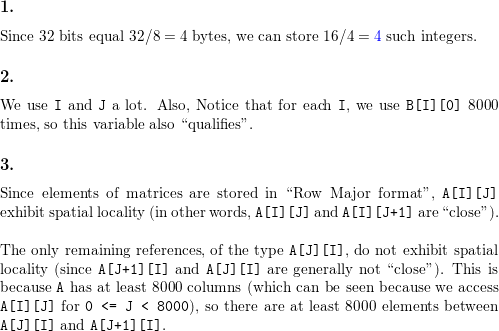 1.
Since 32 bits equal 32/8 = 4 bytes, we can store 16/4 = 4 such integers.
2.
We use I and J a lot. Also, Notice that for each I, we use B[I][0] 8000
times, so this variable also “qualifies”.
3.
Since elements of matrices are stored in “Row Major format”, A[I][J]
exhibit spatial locality (in other words, A[I][J] and A[I][J+1] are “close”).
The only remaining references, of the type A[J][I], do not exhibit spatial
locality (since A[J+1][I] and A[J][I] are generally not “close”). This is
because A has at least 8000 columns (which can be seen because we access
A[I][J] for 0 <= J < 8000), so there are at least 8000 elements between
A[J][I] and A[J+1][I].